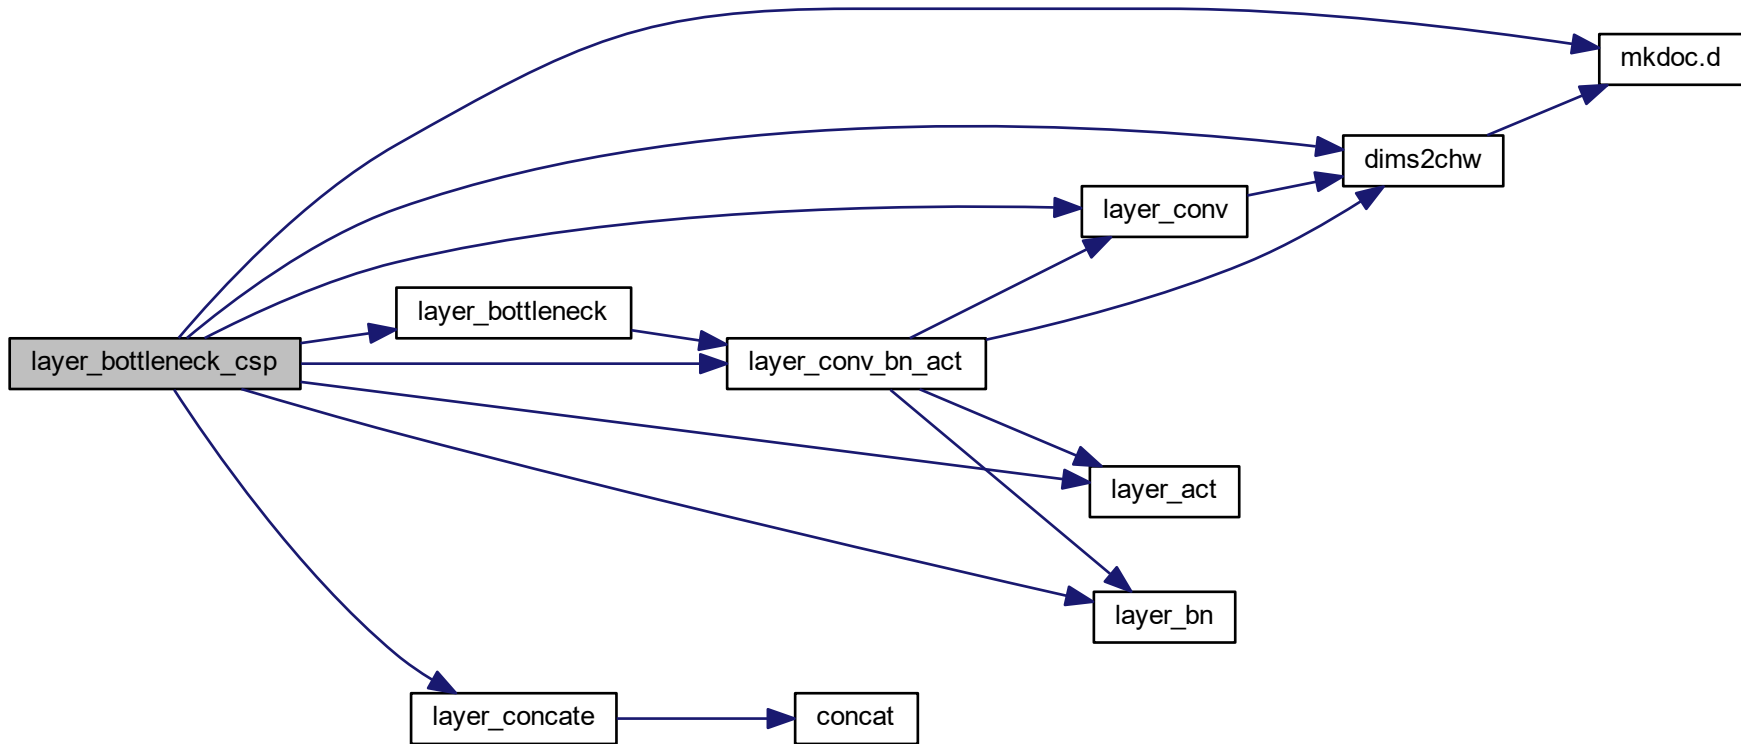 mkdoc.d
dims2chw
layer_conv
layer_bottleneck
layer_bottleneck_csp
layer_conv_bn_act
layer_act
layer_bn
layer_concate
concat